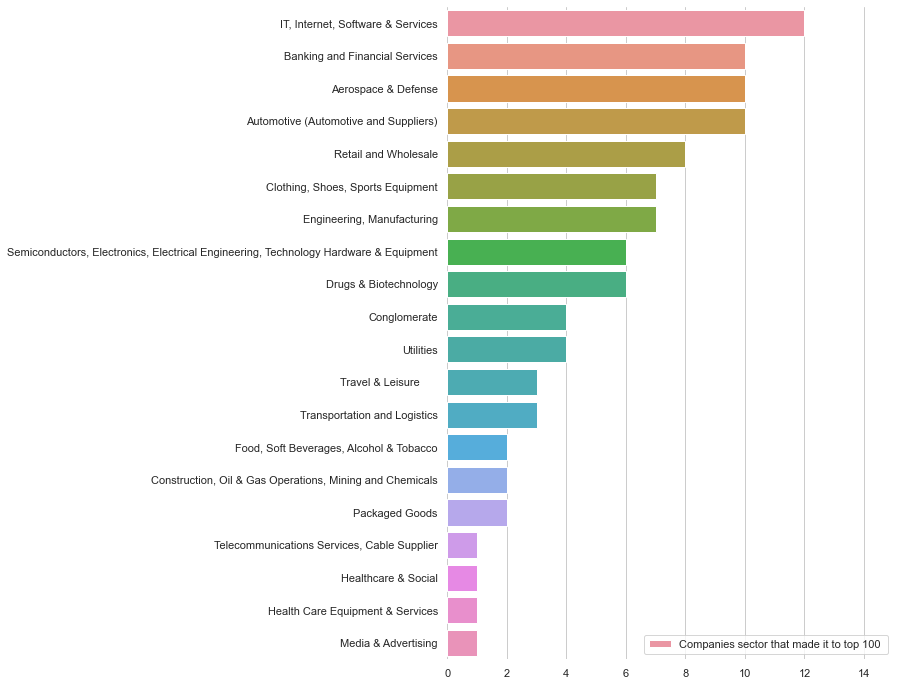 IT, Internet, Software & Services
Banking and Financial Services
Aerospace & Defense
Automotive (Automotive and Suppliers)
Retail and Wholesale
Clothing, Shoes, Sports Equipment
Engineering, Manufacturing
Semiconductors, Electronics, Electrical Engineering, Technology Hardware & Equipment
Drugs & Biotechnology
Conglomerate
Utilities
Travel & Leisure
Transportation and Logistics
Food, Soft Beverages, Alcohol & Tobacco
Construction, Oil & Gas Operations, Mining and Chemicals
Packaged Goods
Telecommunications Services, Cable Supplier
Healthcare & Social
Health Care Equipment & Services
Media & Advertising
Companies sector that made it to top 100
0 2 4 6 8 10 12 14